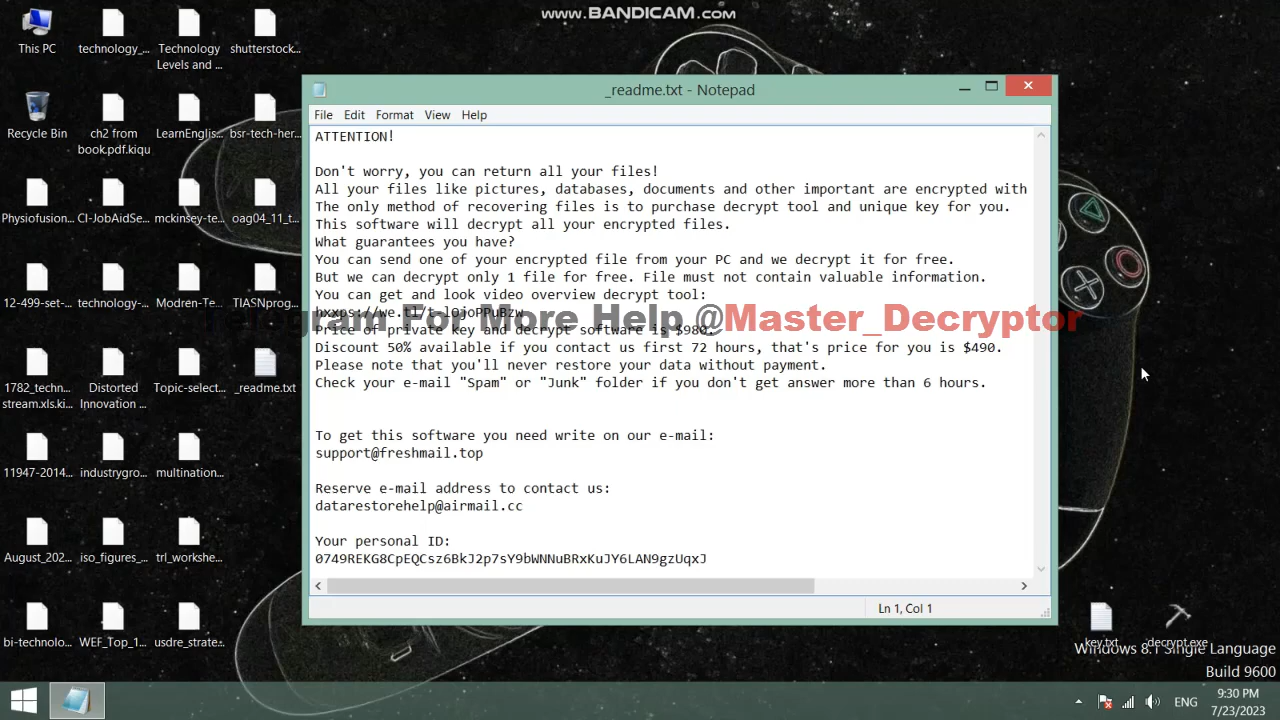 www.BANDICAM.com
This PC
technology_...
Technology
Levels and ...
shutterstock...
_readme.txt - Notepad
File Edit Format View Help
Recycle Bin
ch2 from
book.pdf.kiqu
LearnEnglis...
bsr-tech-her...
Physiofusion...
CI-JobAidSe...
mckinsey-te...
oag04_11_t...
12-499-set-...
technology-...
Modren-Te...
TIASNprog...
1782_techn...
stream.xls.ki...
Distorted
Innovation ...
Topic-select...
_readme.txt
11947-2014...
industrygro...
multination...
August_202...
iso_figures_...
trl_workshe...
bi-technolo...
WEF_Top_1...
usdre_strate...
ATTENTION!
Don't worry, you can return all your files!
All your files like pictures, databases, documents and other important are encrypted with
The only method of recovering files is to purchase decrypt tool and unique key for you.
This software will decrypt all your encrypted files.
What guarantees you have?
You can send one of your encrypted file from your PC and we decrypt it for free.
But we can decrypt only 1 file for free. File must not contain valuable information.
You can get and look video overview decrypt tool:
gram For More Help @Master_Decryptor
Price of private key and decrypt software is $980.
Discount 50% available if you contact us first 72 hours, that's price for you is $490.
Please note that you'll never restore your data without payment.
Check your e-mail "Spam" or "Junk" folder if you don't get answer more than 6 hours.
To get this software you need write on our e-mail:
support@freshmail.top
Reserve e-mail address to contact us:
datarestorehelp@airmail.cc
Your personal ID:
0749REKG8CpEQCsz6BkJ2p7sY9bWNNuBRxKuJY6LAN9gzUqxJ
Ln 1, Col 1
key.txt
decrypt.exe
Windows 8.1 Single Language
Build 9600
ENG
9:30 PM
7/23/2023